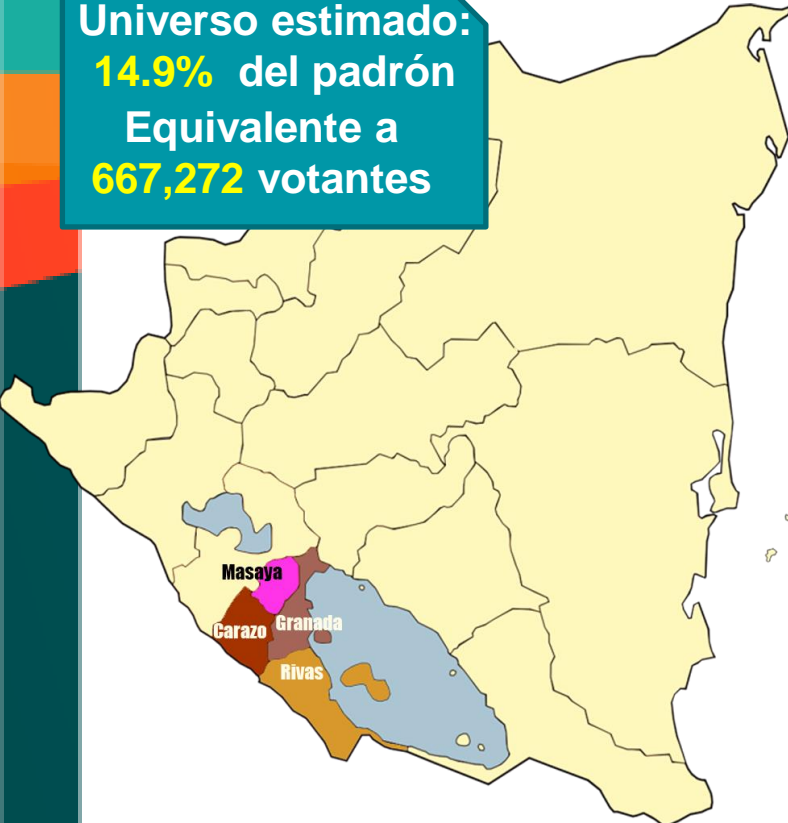 Universo estimado:
14.9% del padrón
Equivalente a
667,272 votantes
Masaya
Carazo
Granada
Rivas